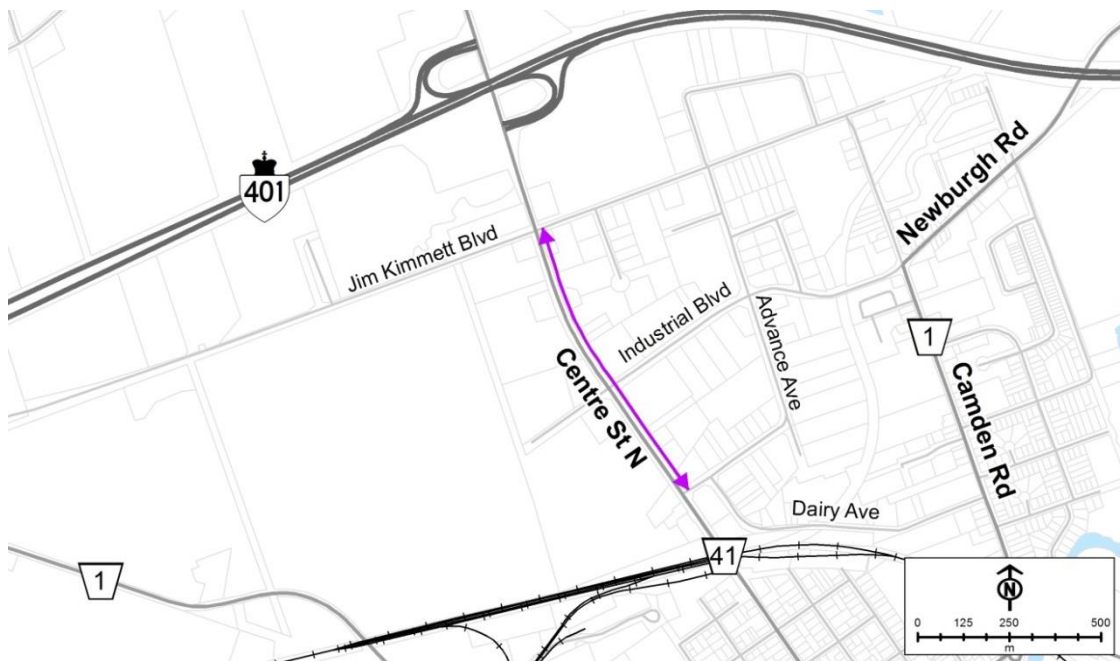 401
Newburgh Rd
Jim Kimmett Blvd
Industrial Blvd
Advance Ave
1
Centre St N
Camden Rd
Dairy Ave
41
1
N
0 125 250 500
m